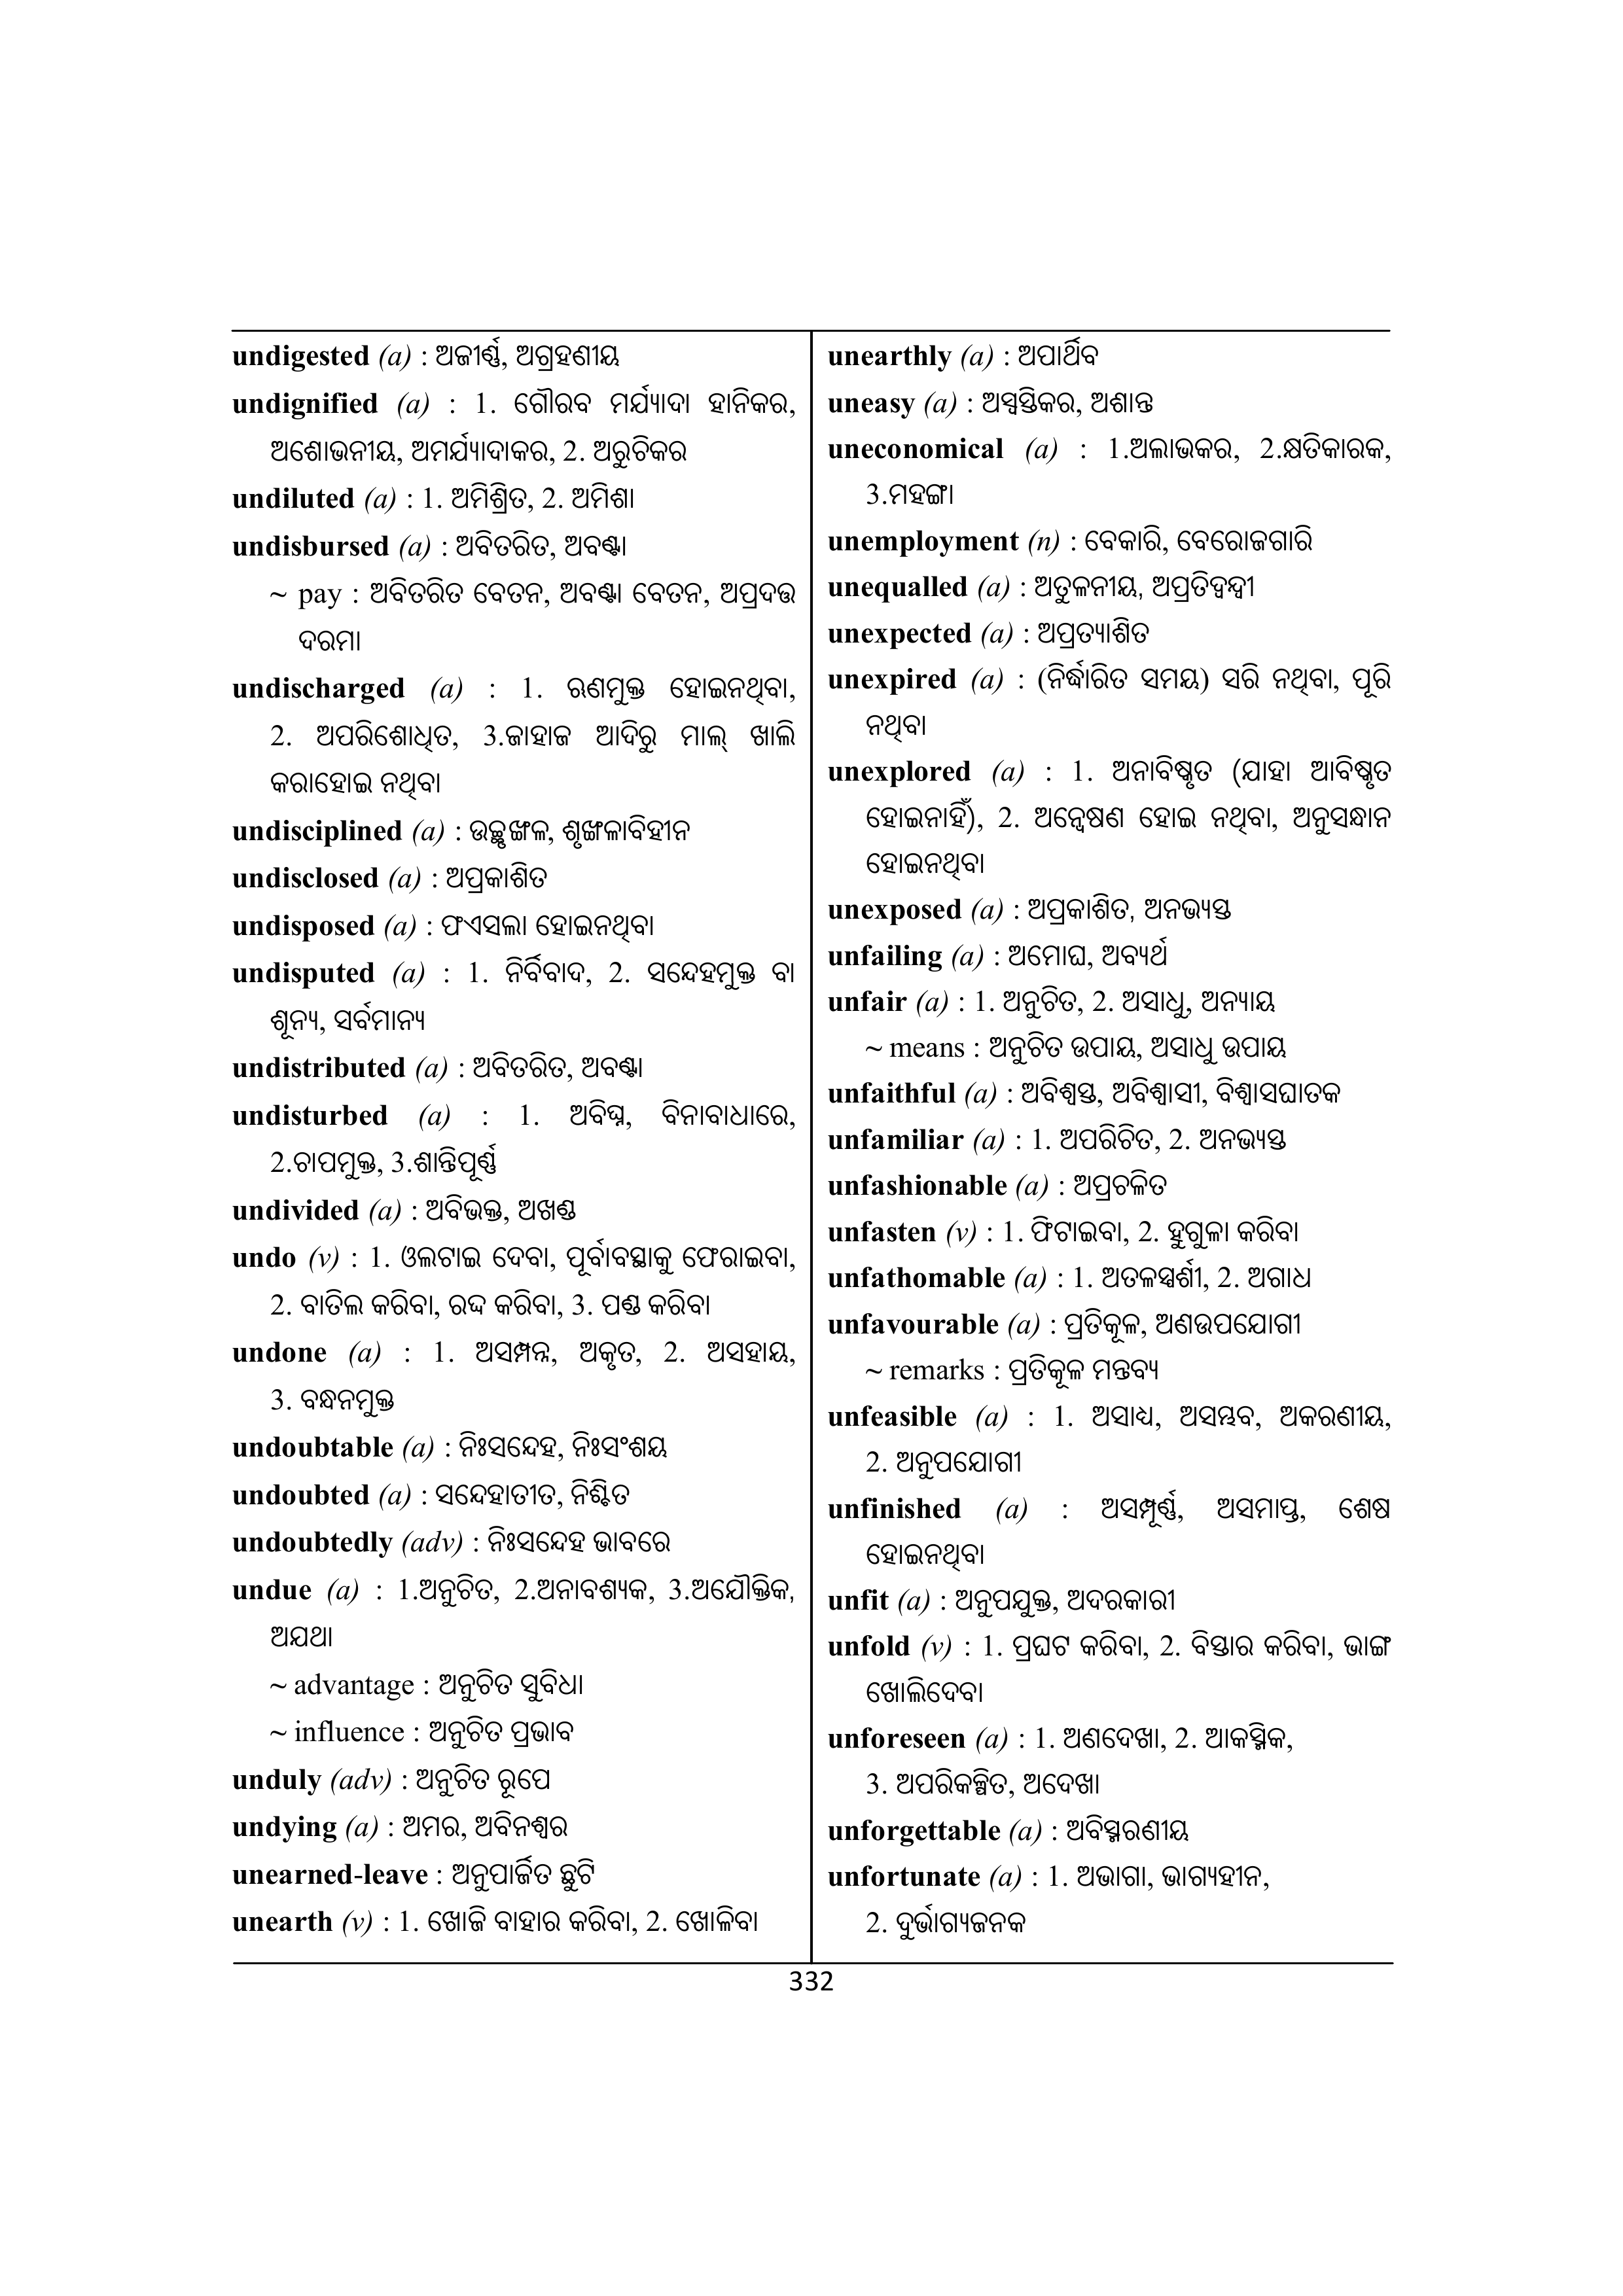 undigested (a) : ଅଜୀର୍ଣ୍ଣ, ଅଗ୍ରହଣୀୟ
undignified (a) : 1. ଗୌରବ ମର୍ଯ୍ୟାଦା ହାନିକର,
ଅଶୋଭନୀୟ, ଅମର୍ଯ୍ୟାଦାକର, 2. ଅରୁଚିକର
undiluted (a) : 1. ଅମିଶ୍ରିତ, 2. ଅମିଶା
undisbursed (a) : ଅବିତରିତ, ଅବଣ୍ଟା
~ pay : ଅବିତରିତ ବେତନ, ଅବଣ୍ଟା ବେତନ, ଅପ୍ରଦତ୍ତ
ଦରମା
undischarged (a) : 1. ଋଣମୁକ୍ତ ହୋଇନଥିବା,
2. ଅପରିଶୋଧିତ, 3.ଜାହାଜ ଆଦିରୁ ମାଲ୍ ଖାଲି
କରାହୋଇ ନଥିବା
undisciplined (a) : ଉଚ୍ଛୃଙ୍ଖଳ, ଶୃଙ୍ଖଳାବିହୀନ
undisclosed (a) : ଅପ୍ରକାଶିତ
undisposed (a) : ଫଏସଲା ହୋଇନଥିବା
undisputed (a) : 1. ନିର୍ବିବାଦ, 2. ସନ୍ଦେହମୁକ୍ତ ବା
ଶୂନ୍ୟ, ସର୍ବମାନ୍ୟ
undistributed (a) : ଅବିତରିତ, ଅବଣ୍ଟା
undisturbed (a) : 1. ଅବିଘ୍ନ, ବିନାବାଧାରେ,
2.ଚାପମୁକ୍ତ, 3.ଶାନ୍ତିପୂର୍ଣ୍ଣ
undivided (a) : ଅବିଭକ୍ତ, ଅଖଣ୍ଡ
undo (v) : 1. ଓଲଟାଇ ଦେବା, ପୂର୍ବାବସ୍ଥାକୁ ଫେରାଇବା,
2. ବାତିଲ କରିବା, ରଦ୍ଦ କରିବା, 3. ପଣ୍ଡ କରିବା
undone (a) : 1. ଅସମ୍ପନ୍ନ, ଅକୃତ, 2. ଅସହାୟ,
3. ବନ୍ଧନମୁକ୍ତ
undoubtable (a) : ନିଃସନ୍ଦେହ, ନିଃସଂଶୟ
undoubted (a) : ସନ୍ଦେହାତୀତ, ନିଶ୍ଚିତ
undoubtedly (adv) : ନିଃସନ୍ଦେହ ଭାବରେ
undue (a) : 1.ଅନୁଚିତ, 2.ଅନାବଶ୍ୟକ, 3.ଅଯୌକ୍ତିକ,
ଅଯଥା
~ advantage : ଅନୁଚିତ ସୁବିଧା
~ influence : ଅନୁଚିତ ପ୍ରଭାବ
unduly (adv) : ଅନୁଚିତ ରୂପେ
undying (a) : ଅମର, ଅବିନଶ୍ୱର
unearned-leave : ଅନୁପାର୍ଜିତ ଛୁଟି
unearth (v) : 1. ଖୋଜି ବାହାର କରିବା, 2. ଖୋଳିବା
unearthly (a) : ଅପାର୍ଥିବ
uneasy (a) : ଅସ୍ୱସ୍ତିକର, ଅଶାନ୍ତ
uneconomical (a) : 1.ଅଲାଭକର, 2.କ୍ଷତିକାରକ,
3.ମହଙ୍ଗା
unemployment (n) : ବେକାରି, ବେରୋଜଗାରି
unequalled (a) : ଅତୁଳନୀୟ, ଅପ୍ରତିଦ୍ୱନ୍ଦ୍ୱୀ
unexpected (a) : ଅପ୍ରତ୍ୟାଶିତ
unexpired (a) : (ନିର୍ଦ୍ଧାରିତ ସମୟ) ସରି ନଥିବା, ପୂରି
ନଥିବା
unexplored (a) : 1. ଅନାବିଷ୍କୃତ (ଯାହା ଆବିଷ୍କୃତ
ହୋଇନାହିଁ), 2. ଅନ୍ୱେଷଣ ହୋଇ ନଥିବା, ଅନୁସନ୍ଧାନ
ହୋଇନଥିବା
unexposed (a) : ଅପ୍ରକାଶିତ, ଅନଭ୍ୟସ୍ତ
unfailing (a) : ଅମୋଘ, ଅବ୍ୟର୍ଥ
unfair (a) : 1. ଅନୁଚିତ, 2. ଅସାଧୁ, ଅନ୍ୟାୟ
~ means : ଅନୁଚିତ ଉପାୟ, ଅସାଧୁ ଉପାୟ
unfaithful (a) : ଅବିଶ୍ୱସ୍ତ, ଅବିଶ୍ୱାସୀ, ବିଶ୍ୱାସଘାତକ
unfamiliar (a) : 1. ଅପରିଚିତ, 2. ଅନଭ୍ୟସ୍ତ
unfashionable (a) : ଅପ୍ରଚଳିତ
unfasten (v) : 1. ଫିଟାଇବା, 2. ହୁଗୁଳା କରିବା
unfathomable (a) : 1. ଅତଳସ୍ପର୍ଶୀ, 2. ଅଗାଧ
unfavourable (a) : ପ୍ରତିକୂଳ, ଅଣଉପଯୋଗୀ
~ remarks : ପ୍ରତିକୂଳ ମନ୍ତବ୍ୟ
unfeasible (a) : 1. ଅସାଧ୍ୟ, ଅସମ୍ଭବ, ଅକରଣୀୟ,
2. ଅନୁପଯୋଗୀ
unfinished (a) : ଅସମ୍ପୂର୍ଣ୍ଣ, ଅସମାପ୍ତ, ଶେଷ
ହୋଇନଥିବା
unfit (a) : ଅନୁପଯୁକ୍ତ, ଅଦରକାରୀ
unfold (v) : 1. ପ୍ରଘଟ କରିବା, 2. ବିସ୍ତାର କରିବା, ଭାଙ୍ଗ
ଖୋଲିଦେବା
unforeseen (a) : 1. ଅଣଦେଖା, 2. ଆକସ୍ମିକ,
3. ଅପରିକଳ୍ପିତ, ଅଦେଖା
unforgettable (a) : ଅବିସ୍ମରଣୀୟ
unfortunate (a) : 1. ଅଭାଗା, ଭାଗ୍ୟହୀନ,
2. ଦୁର୍ଭାଗ୍ୟଜନକ
332